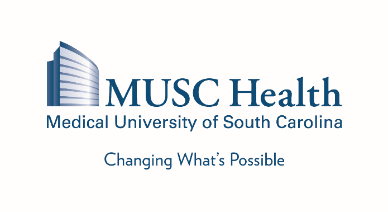 MUSC Health
Medical University of South Carolina
Changing What's Possible